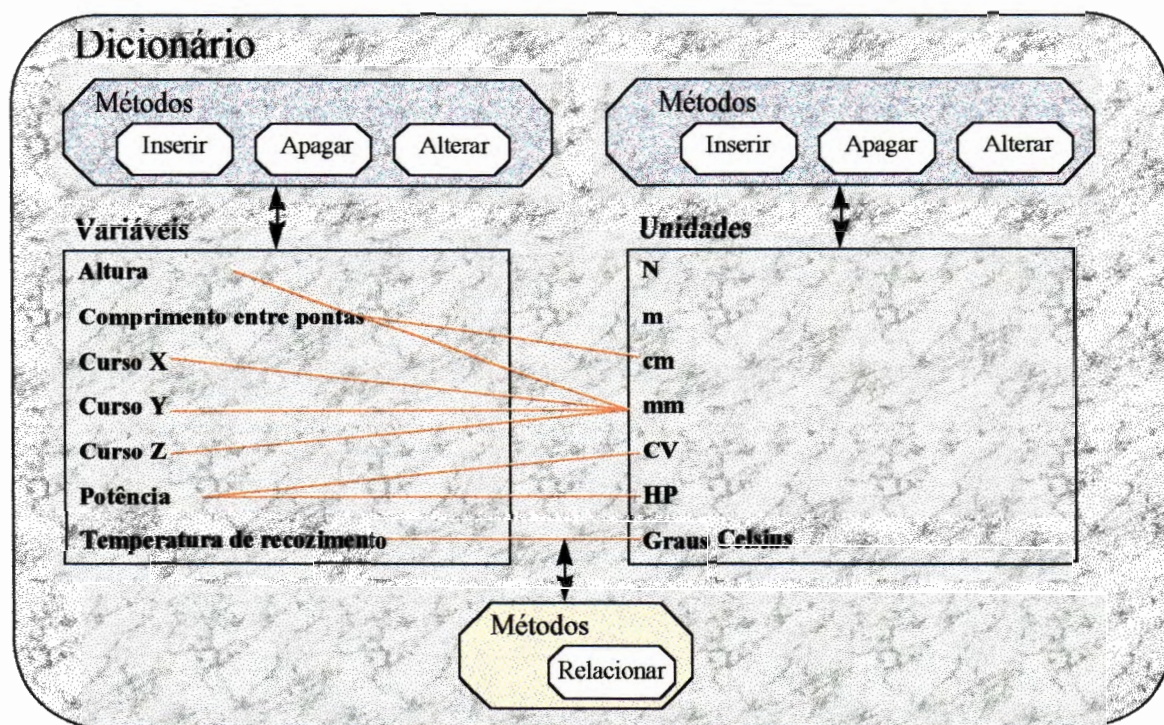 Dicionário
Métodos
Inserir Apagar Alterar
Métodos
Inserir Apagar Alterar
Variáveis
Altura
Comprimento entre pontas
Curso X
Curso Y
Curso Z
Potência
Temperatura de recozimento
Unidades
N
m
cm
mm
CV
HP
Graus Celsius
Métodos
Relacionar